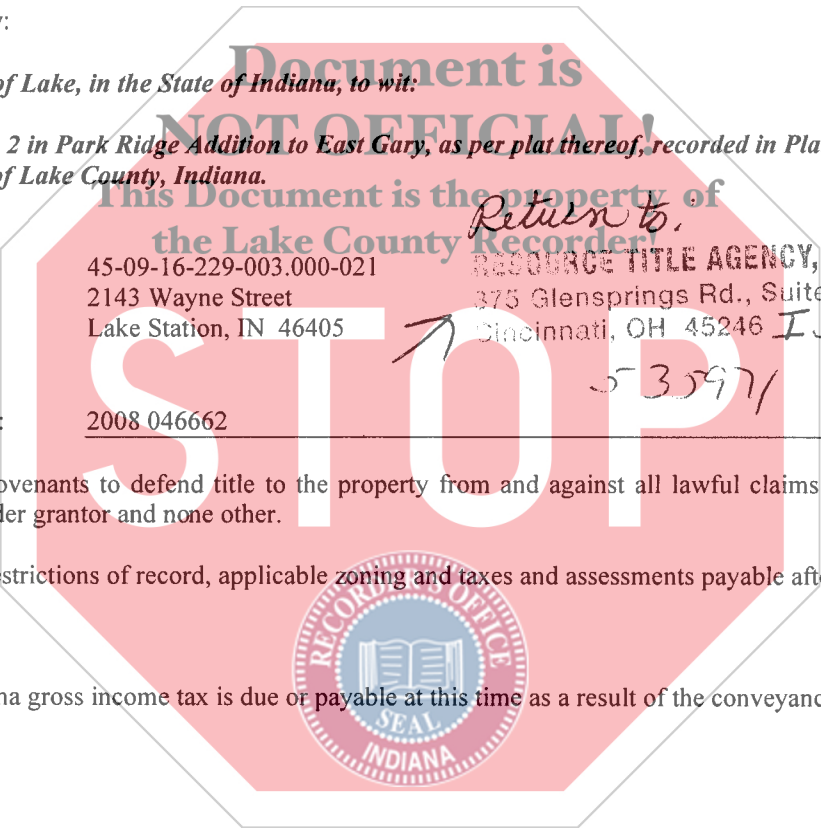 y:
Document is
of Lake, in the State of Indiana, to wit:
NOT OFFICIAL!
2 in Park Ridge Addition to East Gary, as per plat thereof, recorded in Pla
of Lake County, Indiana.
This Document is the property of
the Lake County Recorder!
Return to:
45-09-16-229-003.000-021
RESOURCE TITLE AGENCY,
2143 Wayne Street
375 Glensprings Rd., Suite
Lake Station, IN 46405
Cincinnati, OH 45246
535971
STOP
: 2008 046662
ovenants to defend title to the property from and against all lawful claims
der grantor and none other.
estrictions of record, applicable zoning and taxes and assessments payable afte
RECORDER'S OFFICE
SEAL
INDIANA
na gross income tax is due or payable at this time as a result of the conveyanc